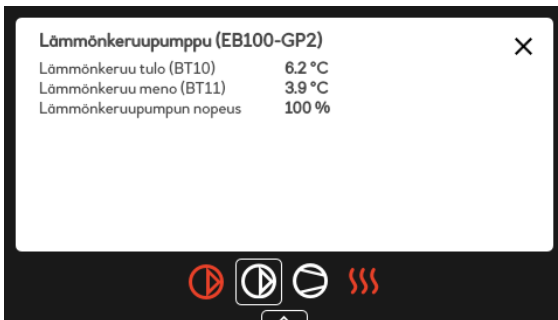 Lämmönkeruupumppu (EB100-GP2)
Lämmönkeruu tulo (BT10) 6.2 °C
Lämmönkeruu meno (BT11) 3.9 °C
Lämmönkeruupumpun nopeus 100 %